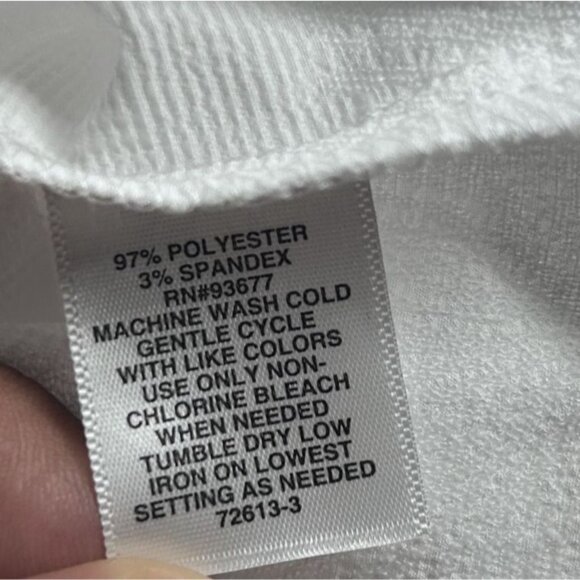 97% POLYESTER
3% SPANDEX
RN#93677
MACHINE WASH COLD
GENTLE CYCLE
WITH LIKE COLORS
USE ONLY NON-
CHLORINE BLEACH
WHEN NEEDED
TUMBLE DRY LOW
IRON ON LOWEST
SETTING AS NEEDED
72613-3